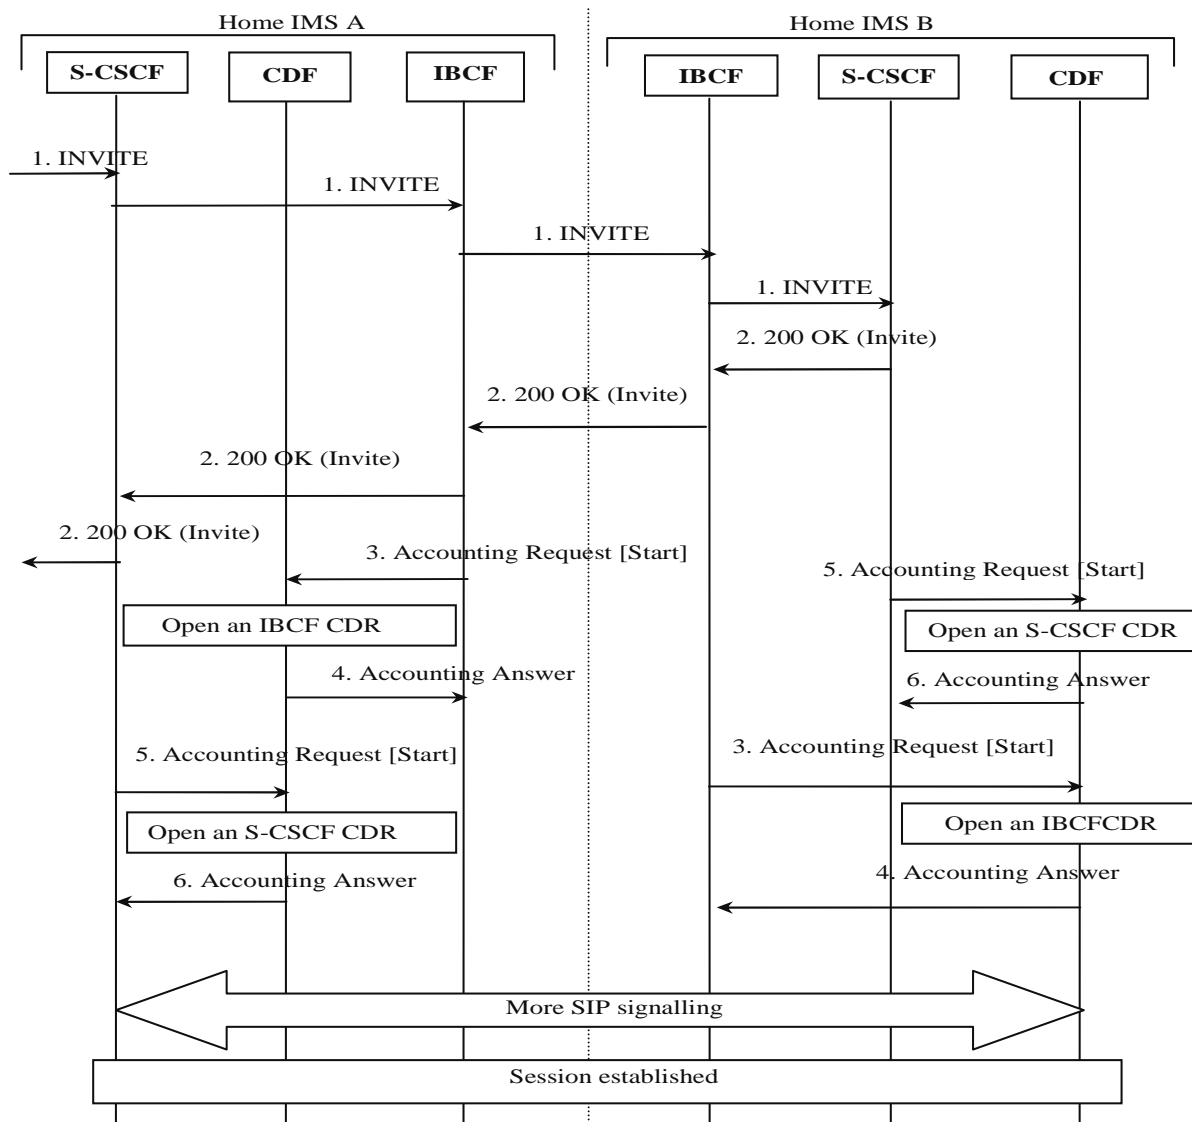 Home IMS A
Home IMS B
S-CSCF
CDF
IBCF
IBCF
S-CSCF
CDF
1. INVITE
1. INVITE
1. INVITE
1. INVITE
2. 200 OK (Invite)
2. 200 OK (Invite)
2. 200 OK (Invite)
2. 200 OK (Invite)
3. Accounting Request [Start]
5. Accounting Request [Start]
Open an IBCF CDR
Open an S-CSCF CDR
4. Accounting Answer
6. Accounting Answer
5. Accounting Request [Start]
3. Accounting Request [Start]
Open an S-CSCF CDR
Open an IBCFCDR
6. Accounting Answer
4. Accounting Answer
More SIP signalling
Session established